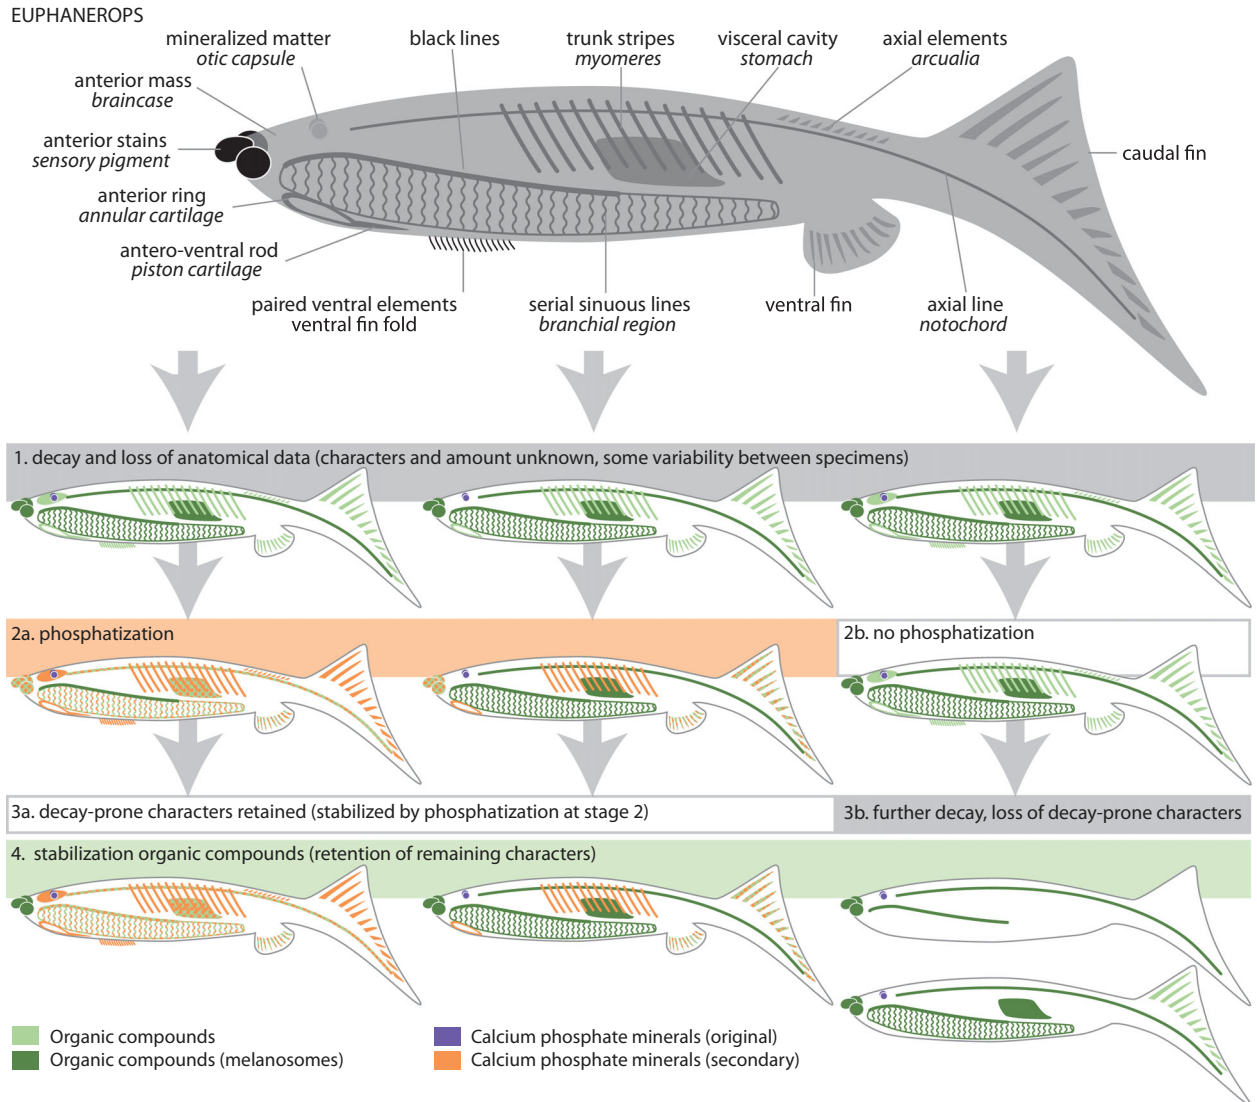 EUPHANEROPS
mineralized matter
otic capsule
black lines
trunk stripes
myomeres
visceral cavity
stomach
axial elements
arcualia
anterior mass
braincase
anterior stains
sensory pigment
caudal fin
anterior ring
annular cartilage
antero-ventral rod
piston cartilage
paired ventral elements
ventral fin fold
serial sinuous lines
branchial region
ventral fin
axial line
notochord
1. decay and loss of anatomical data (characters and amount unknown, some variability between specimens)
2a. phosphatization
2b. no phosphatization
3a. decay-prone characters retained (stabilized by phosphatization at stage 2)
3b. further decay, loss of decay-prone characters
4. stabilization organic compounds (retention of remaining characters)
Organic compounds
Organic compounds (melanosomes)
Calcium phosphate minerals (original)
Calcium phosphate minerals (secondary)